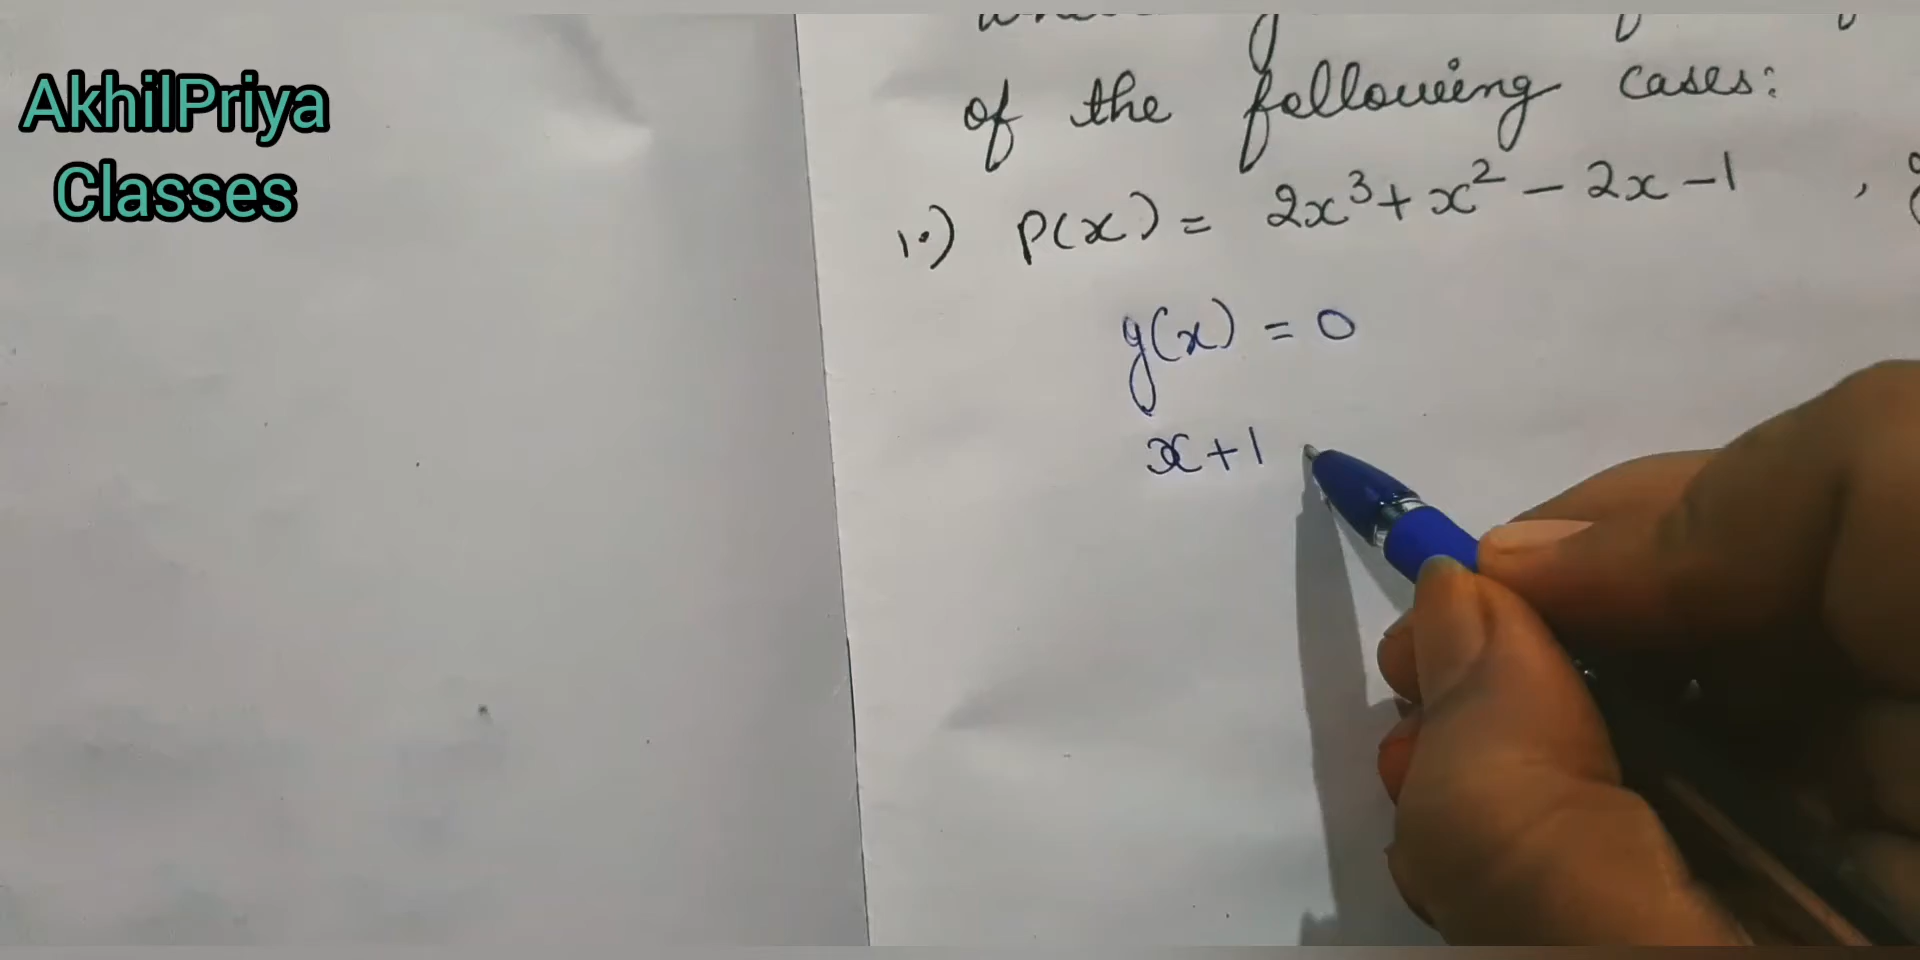 AkhilPriya
Classes
of the following cases:
1.) p(x) = 2x³+x² - 2x -1 ,
g(x) = 0
x+1